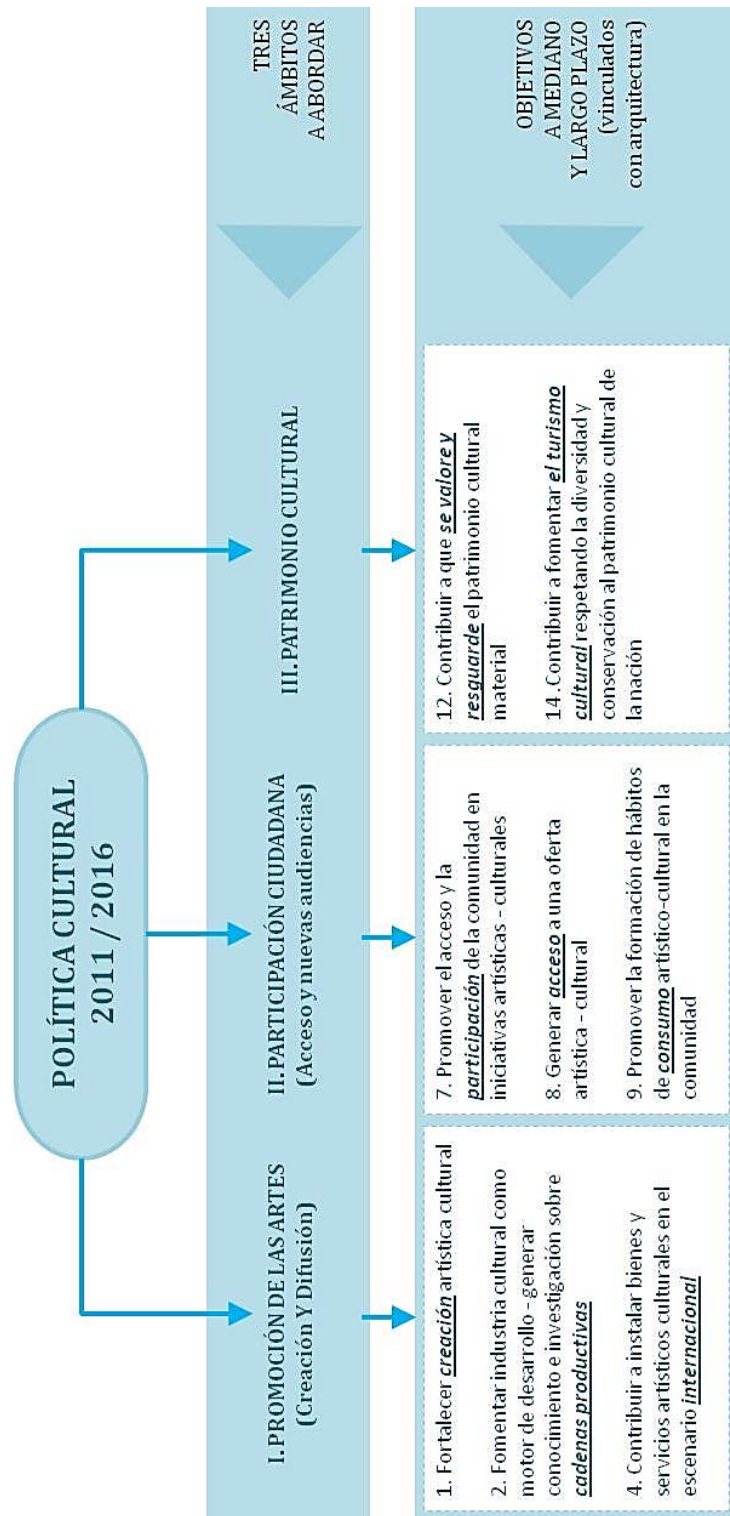 POLÍTICA CULTURAL
2011 / 2016
I. PROMOCIÓN DE LAS ARTES
(Creación Y Difusión)
II. PARTICIPACIÓN CIUDADANA
(Acceso y nuevas audiencias)
III. PATRIMONIO CULTURAL
TRES
ÁMBITOS
A ABORDAR
1. Fortalecer creación artística cultural
2. Fomentar industria cultural como
motor de desarrollo - generar
conocimiento e investigación sobre
cadenas productivas
4. Contribuir a instalar bienes y
servicios artísticos culturales en el
escenario internacional
7. Promover el acceso y la
participación de la comunidad en
iniciativas artísticas - culturales
8. Generar acceso a una oferta
artística - cultural
9. Promover la formación de hábitos
de consumo artístico-cultural en la
comunidad
12. Contribuir a que se valore y
resguarde el patrimonio cultural
material
14. Contribuir a fomentar el turismo
cultural respetando la diversidad y
conservación al patrimonio cultural de
la nación
OBJETIVOS
A MEDIANO
Y LARGO PLAZO
(vinculados
con arquitectura)